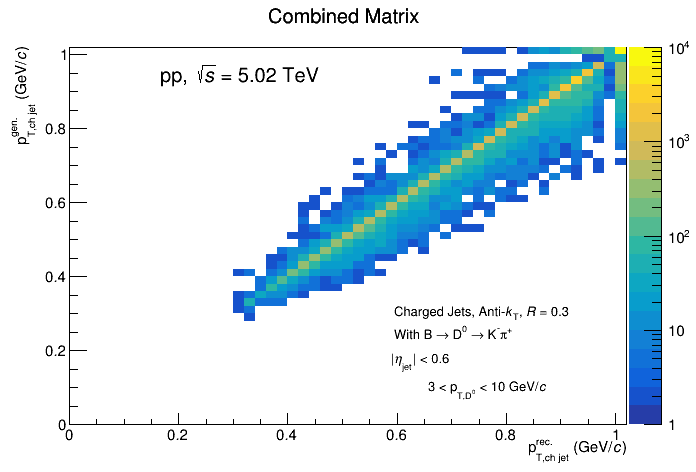 Combined Matrix
p_T,ch jet^gen. (GeV/c)
1
0.8
0.6
0.4
0.2
0
pp, √s = 5.02 TeV
Charged Jets, Anti-k_T, R = 0.3
With B → D^0 → K^-π^+
|η_jet| < 0.6
3 < p_T,D^0 < 10 GeV/c
0 0.2 0.4 0.6 0.8 1
p_T,ch jet^rec. (GeV/c)
10^4
10^3
10^2
10
1